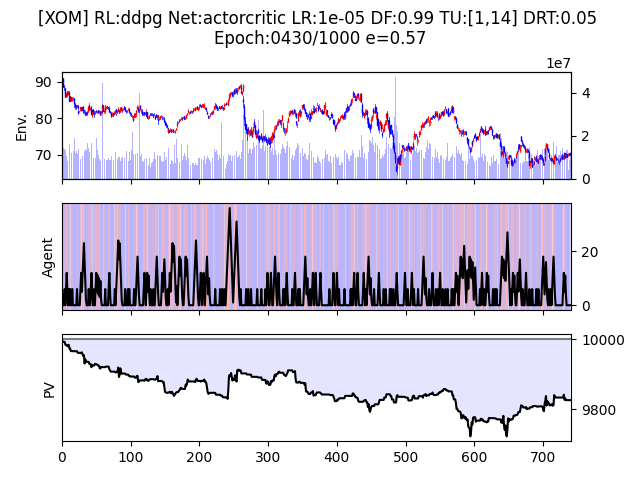 [XOM] RL:ddpg Net:actorcritic LR:1e-05 DF:0.99 TU:[1,14] DRT:0.05
Epoch:0430/1000 e=0.57
1e7
90
80
70
Env.
4
2
0
Agent
20
0
PV
10000
9800
0 100 200 300 400 500 600 700